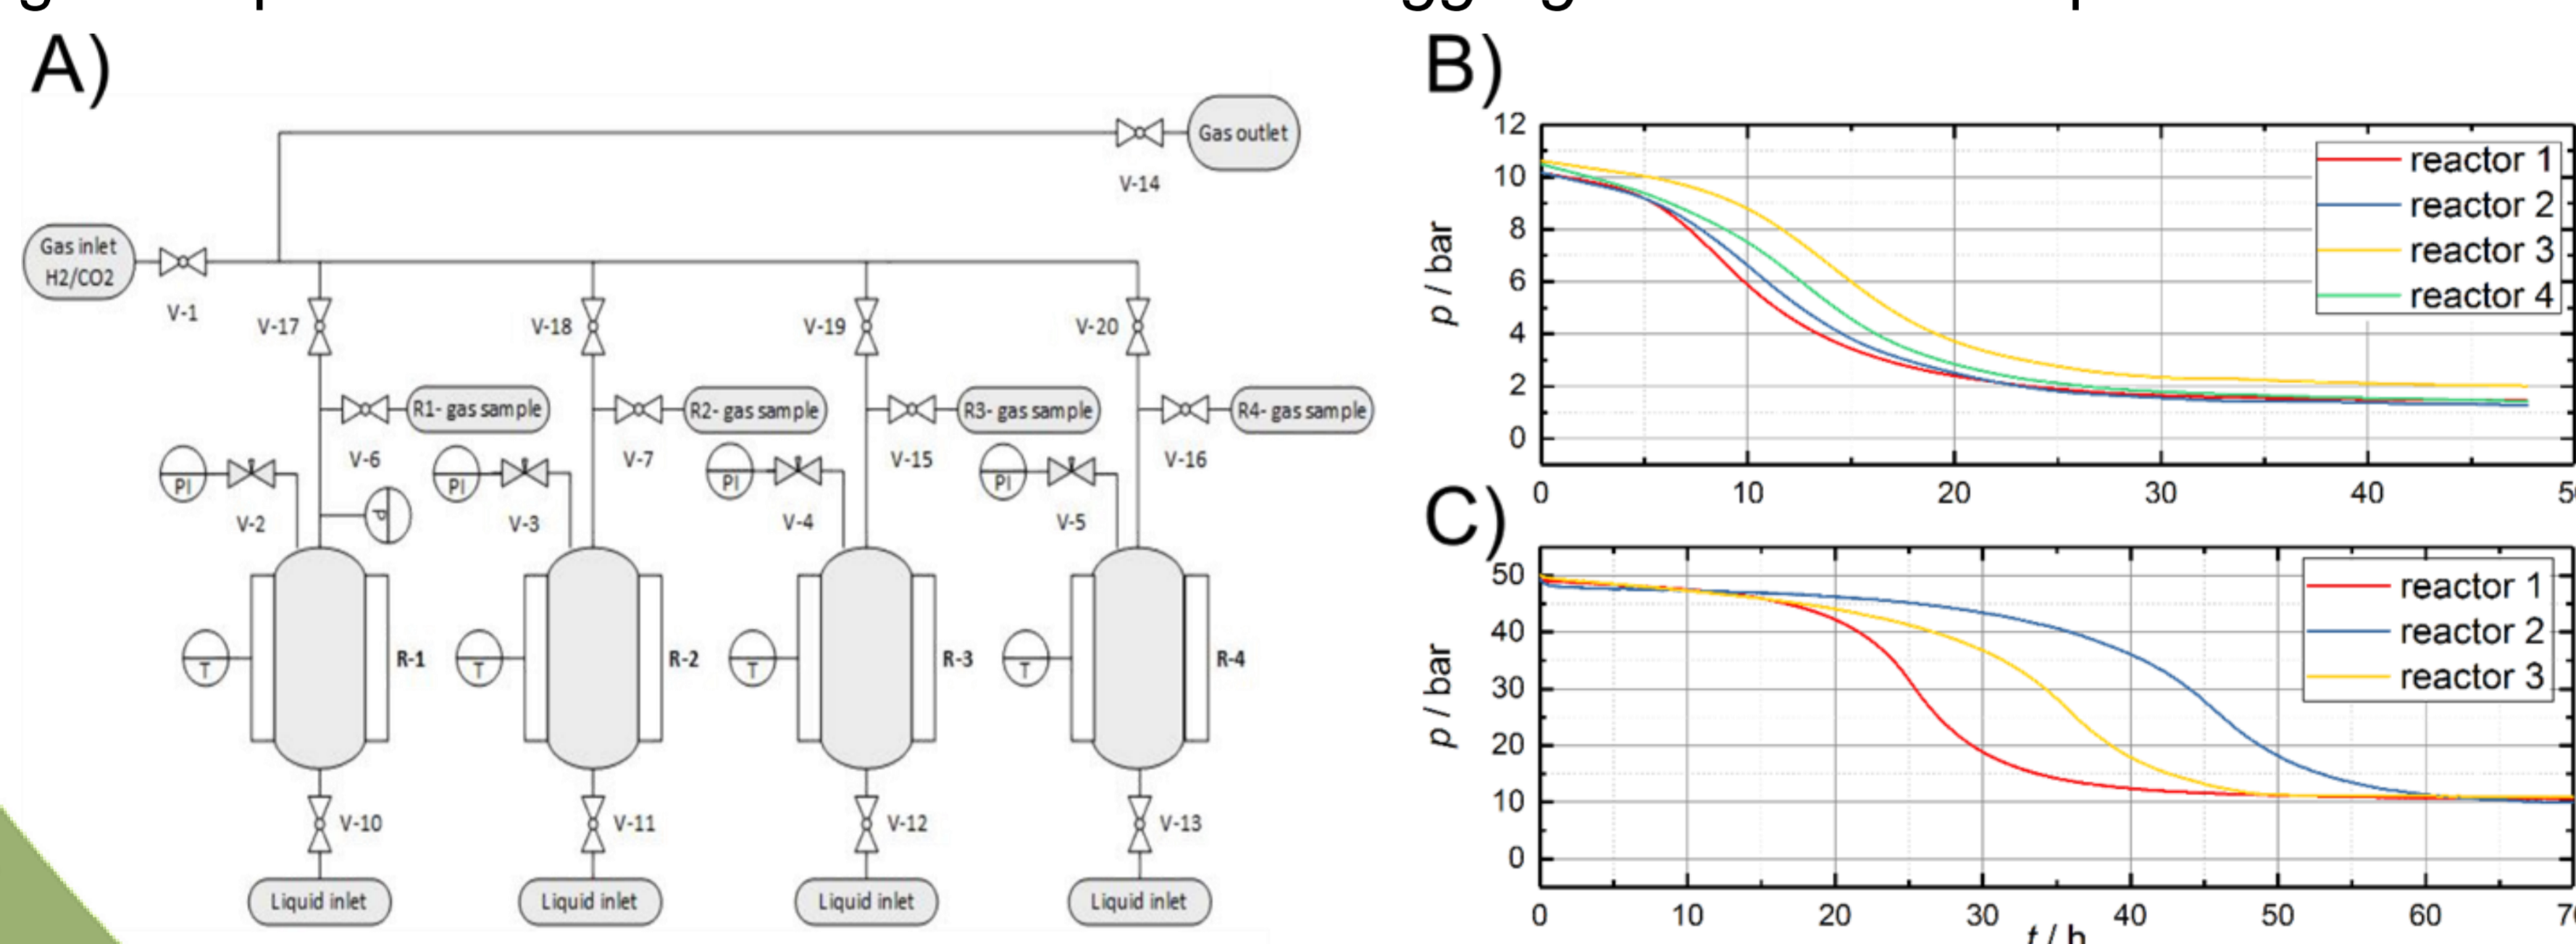 A)
Gas outlet
V-14
Gas inlet
H2/CO2
V-1
V-17
V-18
V-19
V-20
R1- gas sample
R2- gas sample
R3- gas sample
R4- gas sample
V-6
V-7
V-15
V-16
PI
PI
PI
PI
V-2
V-3
V-4
V-5
P
T
R-1
T
R-2
T
R-3
T
R-4
V-10
V-11
V-12
V-13
Liquid inlet
Liquid inlet
Liquid inlet
Liquid inlet
B)
12
10
8
6
4
2
0
p / bar
reactor 1
reactor 2
reactor 3
reactor 4
0 10 20 30 40
C)
50
40
30
20
10
0
p / bar
reactor 1
reactor 2
reactor 3
0 10 20 30 40 50 60
t / h